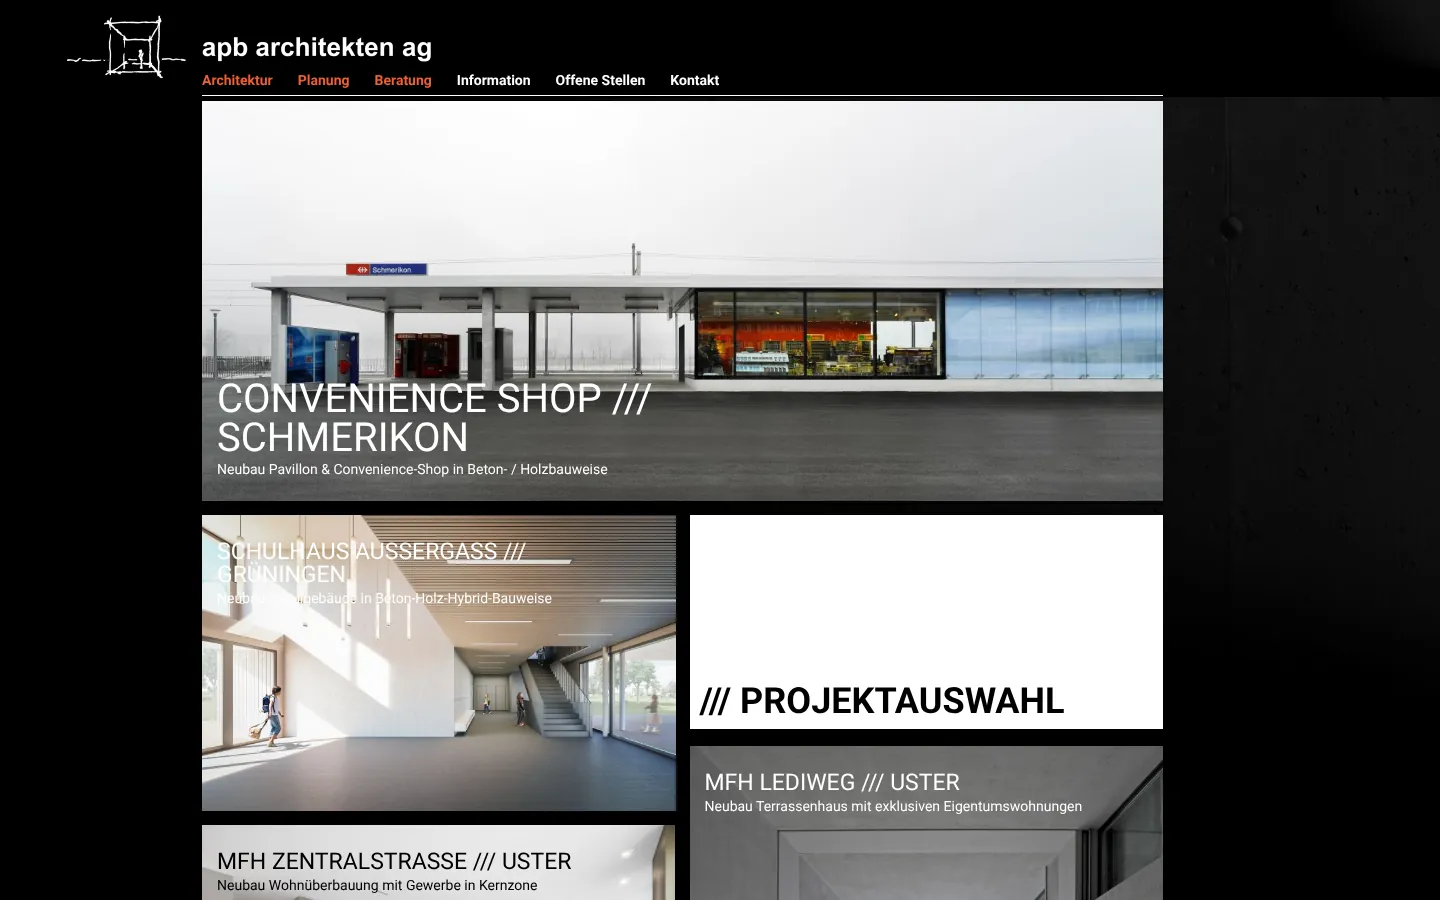 apb architekten ag
Architektur Planung Beratung Information Offene Stellen Kontakt
Schmerikon
CONVENIENCE SHOP ///
SCHMERIKON
Neubau Pavillon & Convenience-Shop in Beton- / Holzbauweise
SCHULHAUS AUSSERGASS ///
GRÜNINGEN
Neubau Schulgebäude in Beton-Holz-Hybrid-Bauweise
/// PROJEKTAUSWAHL
MFH LEDIWEG /// USTER
Neubau Terrassenhaus mit exklusiven Eigentumswohnungen
MFH ZENTRALSTRASSE /// USTER
Neubau Wohnüberbauung mit Gewerbe in Kernzone